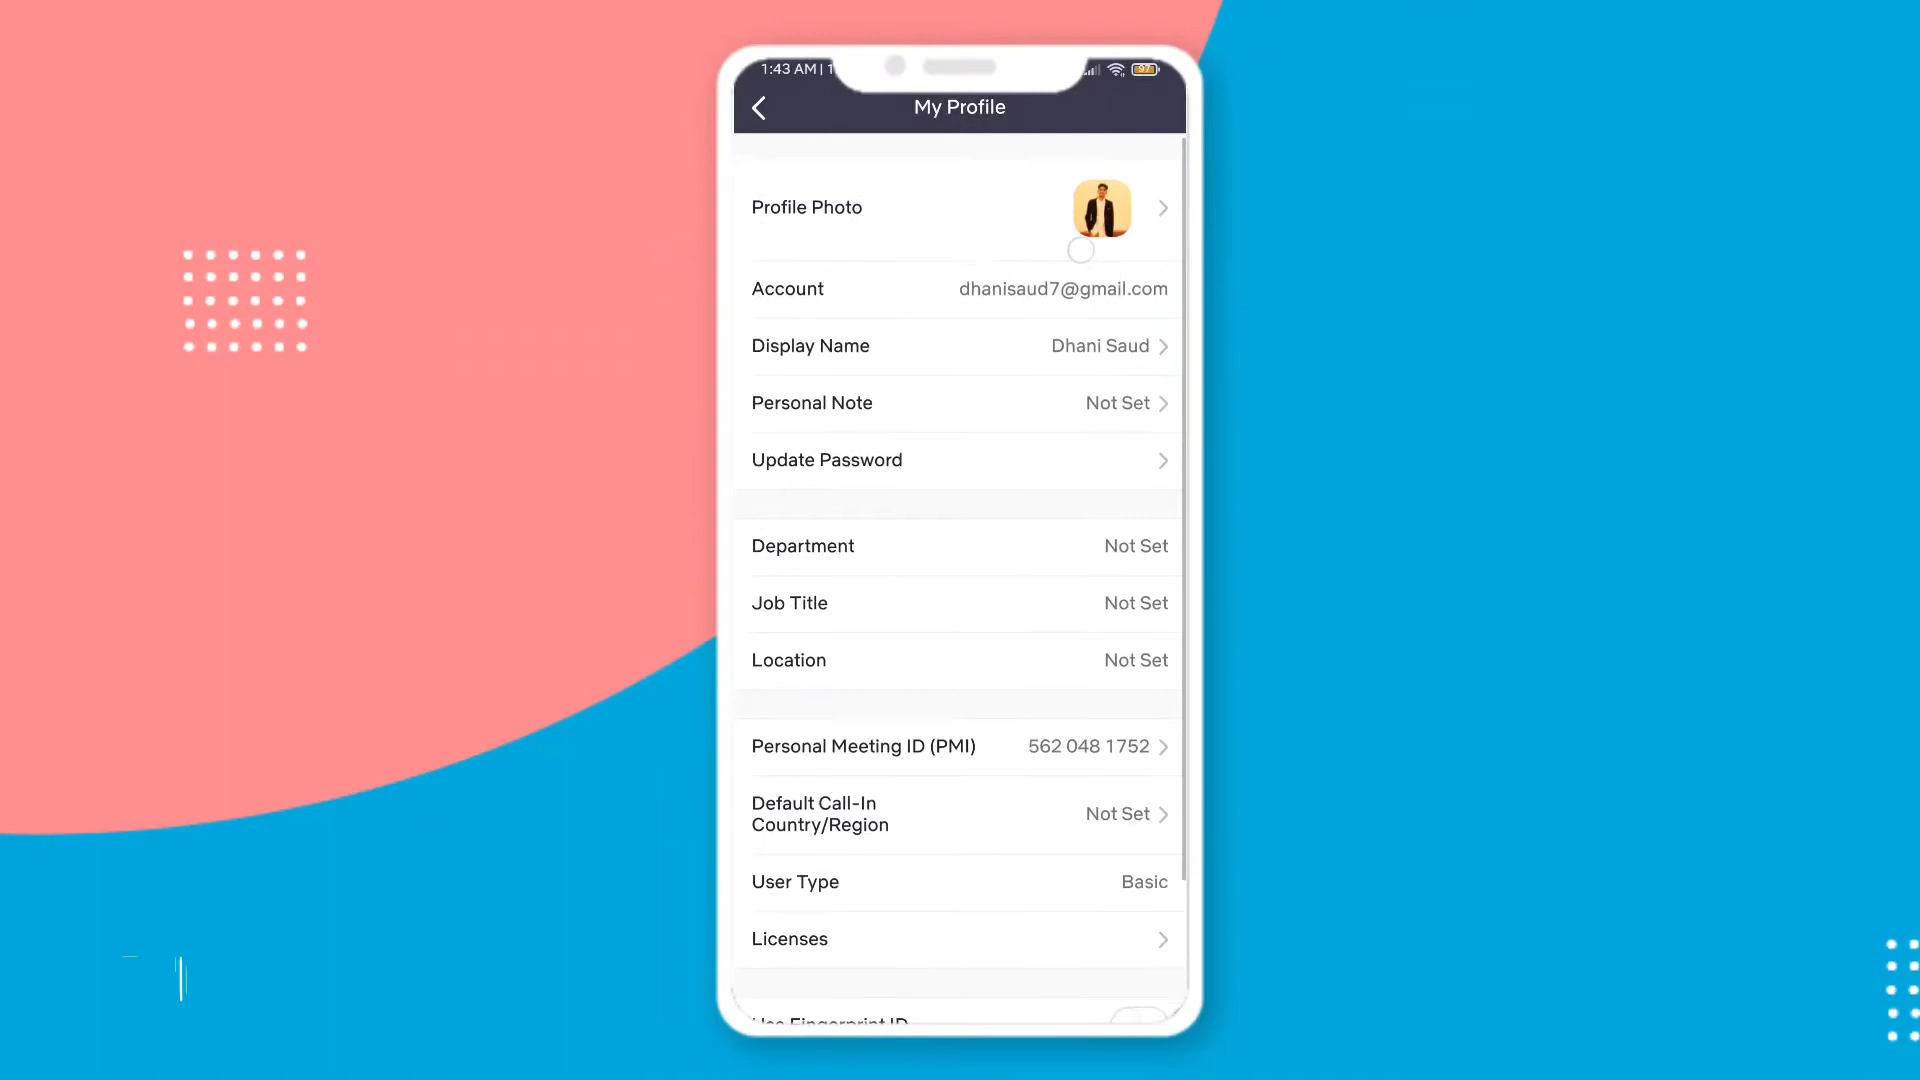 1:43 AM | 1
97
My Profile
Profile Photo
Account dhanisaud7@gmail.com
Display Name Dhani Saud
Personal Note Not Set
Update Password
Department Not Set
Job Title Not Set
Location Not Set
Personal Meeting ID (PMI) 562 048 1752
Default Call-In
Country/Region Not Set
User Type Basic
Licenses
Use Fingerprint ID